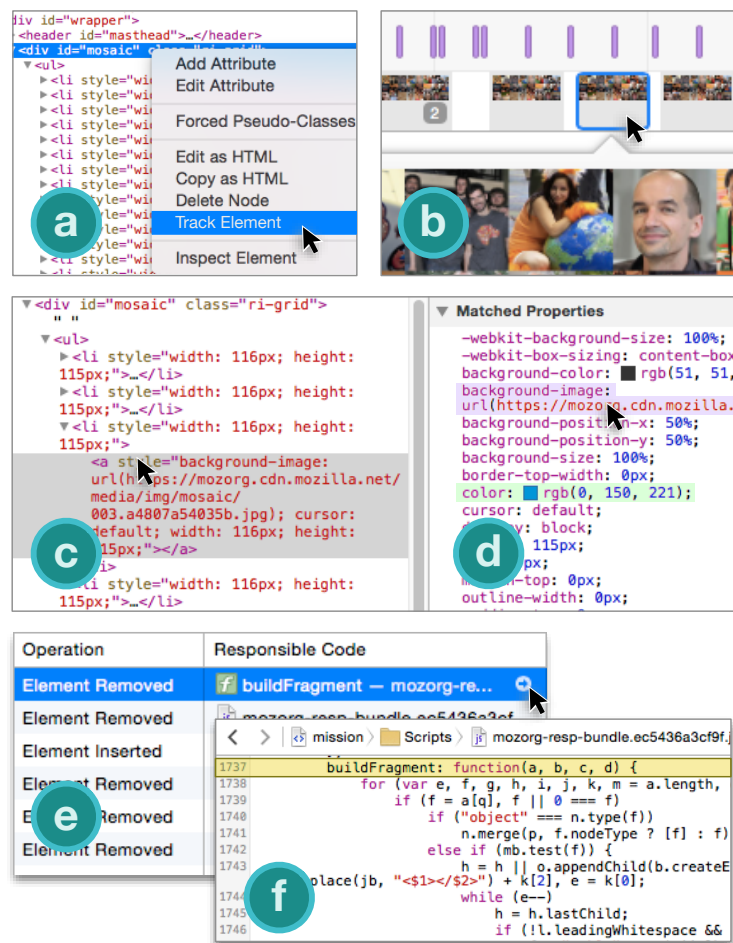 div id="wrapper">
<header id="masthead">…</header>
<div id="mosaic" class="ri-grid">
<ul>
<li style="wi
<li style="wi
<li style="wi
<li style="wi
<li style="wi
<li style="wi
<li style="wi
<li style="wi
<li style="wi
Add Attribute
Edit Attribute
Forced Pseudo-Classes
Edit as HTML
Copy as HTML
Delete Node
Track Element
Inspect Element
a
2
b
<div id="mosaic" class="ri-grid">
" "
<ul>
<li style="width: 116px; height:
115px;">…</li>
<li style="width: 116px; height:
115px;">…</li>
<li style="width: 116px; height:
115px;">
<a style="background-image:
url(https://mozorg.cdn.mozilla.net/
media/img/mosaic/
003.a4807a54035b.jpg); cursor:
default; width: 116px; height:
15px;"></a>
i>
<li style="width: 116px; height:
115px;">…</li>
c
Matched Properties
-webkit-background-size: 100%;
-webkit-box-sizing: content-box
background-color: rgb(51, 51,
background-image:
url(https://mozorg.cdn.mozilla.
background-position-x: 50%;
background-position-y: 50%;
background-size: 100%;
border-top-width: 0px;
color: rgb(0, 150, 221);
cursor: default;
block;
115px;
px;
-top: 0px;
outline-width: 0px;
d
Operation Responsible Code
Element Removed buildFragment — mozorg-re...
Element Removed mozorg-resp-bundle.ec5436a3cf
Element Inserted
Element Removed
Element Removed
Element Removed
e
mission Scripts mozorg-resp-bundle.ec5436a3cf9f.j
1737 buildFragment: function(a, b, c, d) {
1738 for (var e, f, g, h, i, j, k, m = a.length,
1739 if (f = a[q], f || 0 === f)
1740 if ("object" === n.type(f))
1741 n.merge(p, f.nodeType ? [f] : f)
1742 else if (mb.test(f)) {
1743 h = h || o.appendChild(b.createE
place(jb, "<$1></$2>") + k[2], e = k[0];
1744 while (e--)
1745 h = h.lastChild;
1746 if (!l.leadingWhitespace &&
f